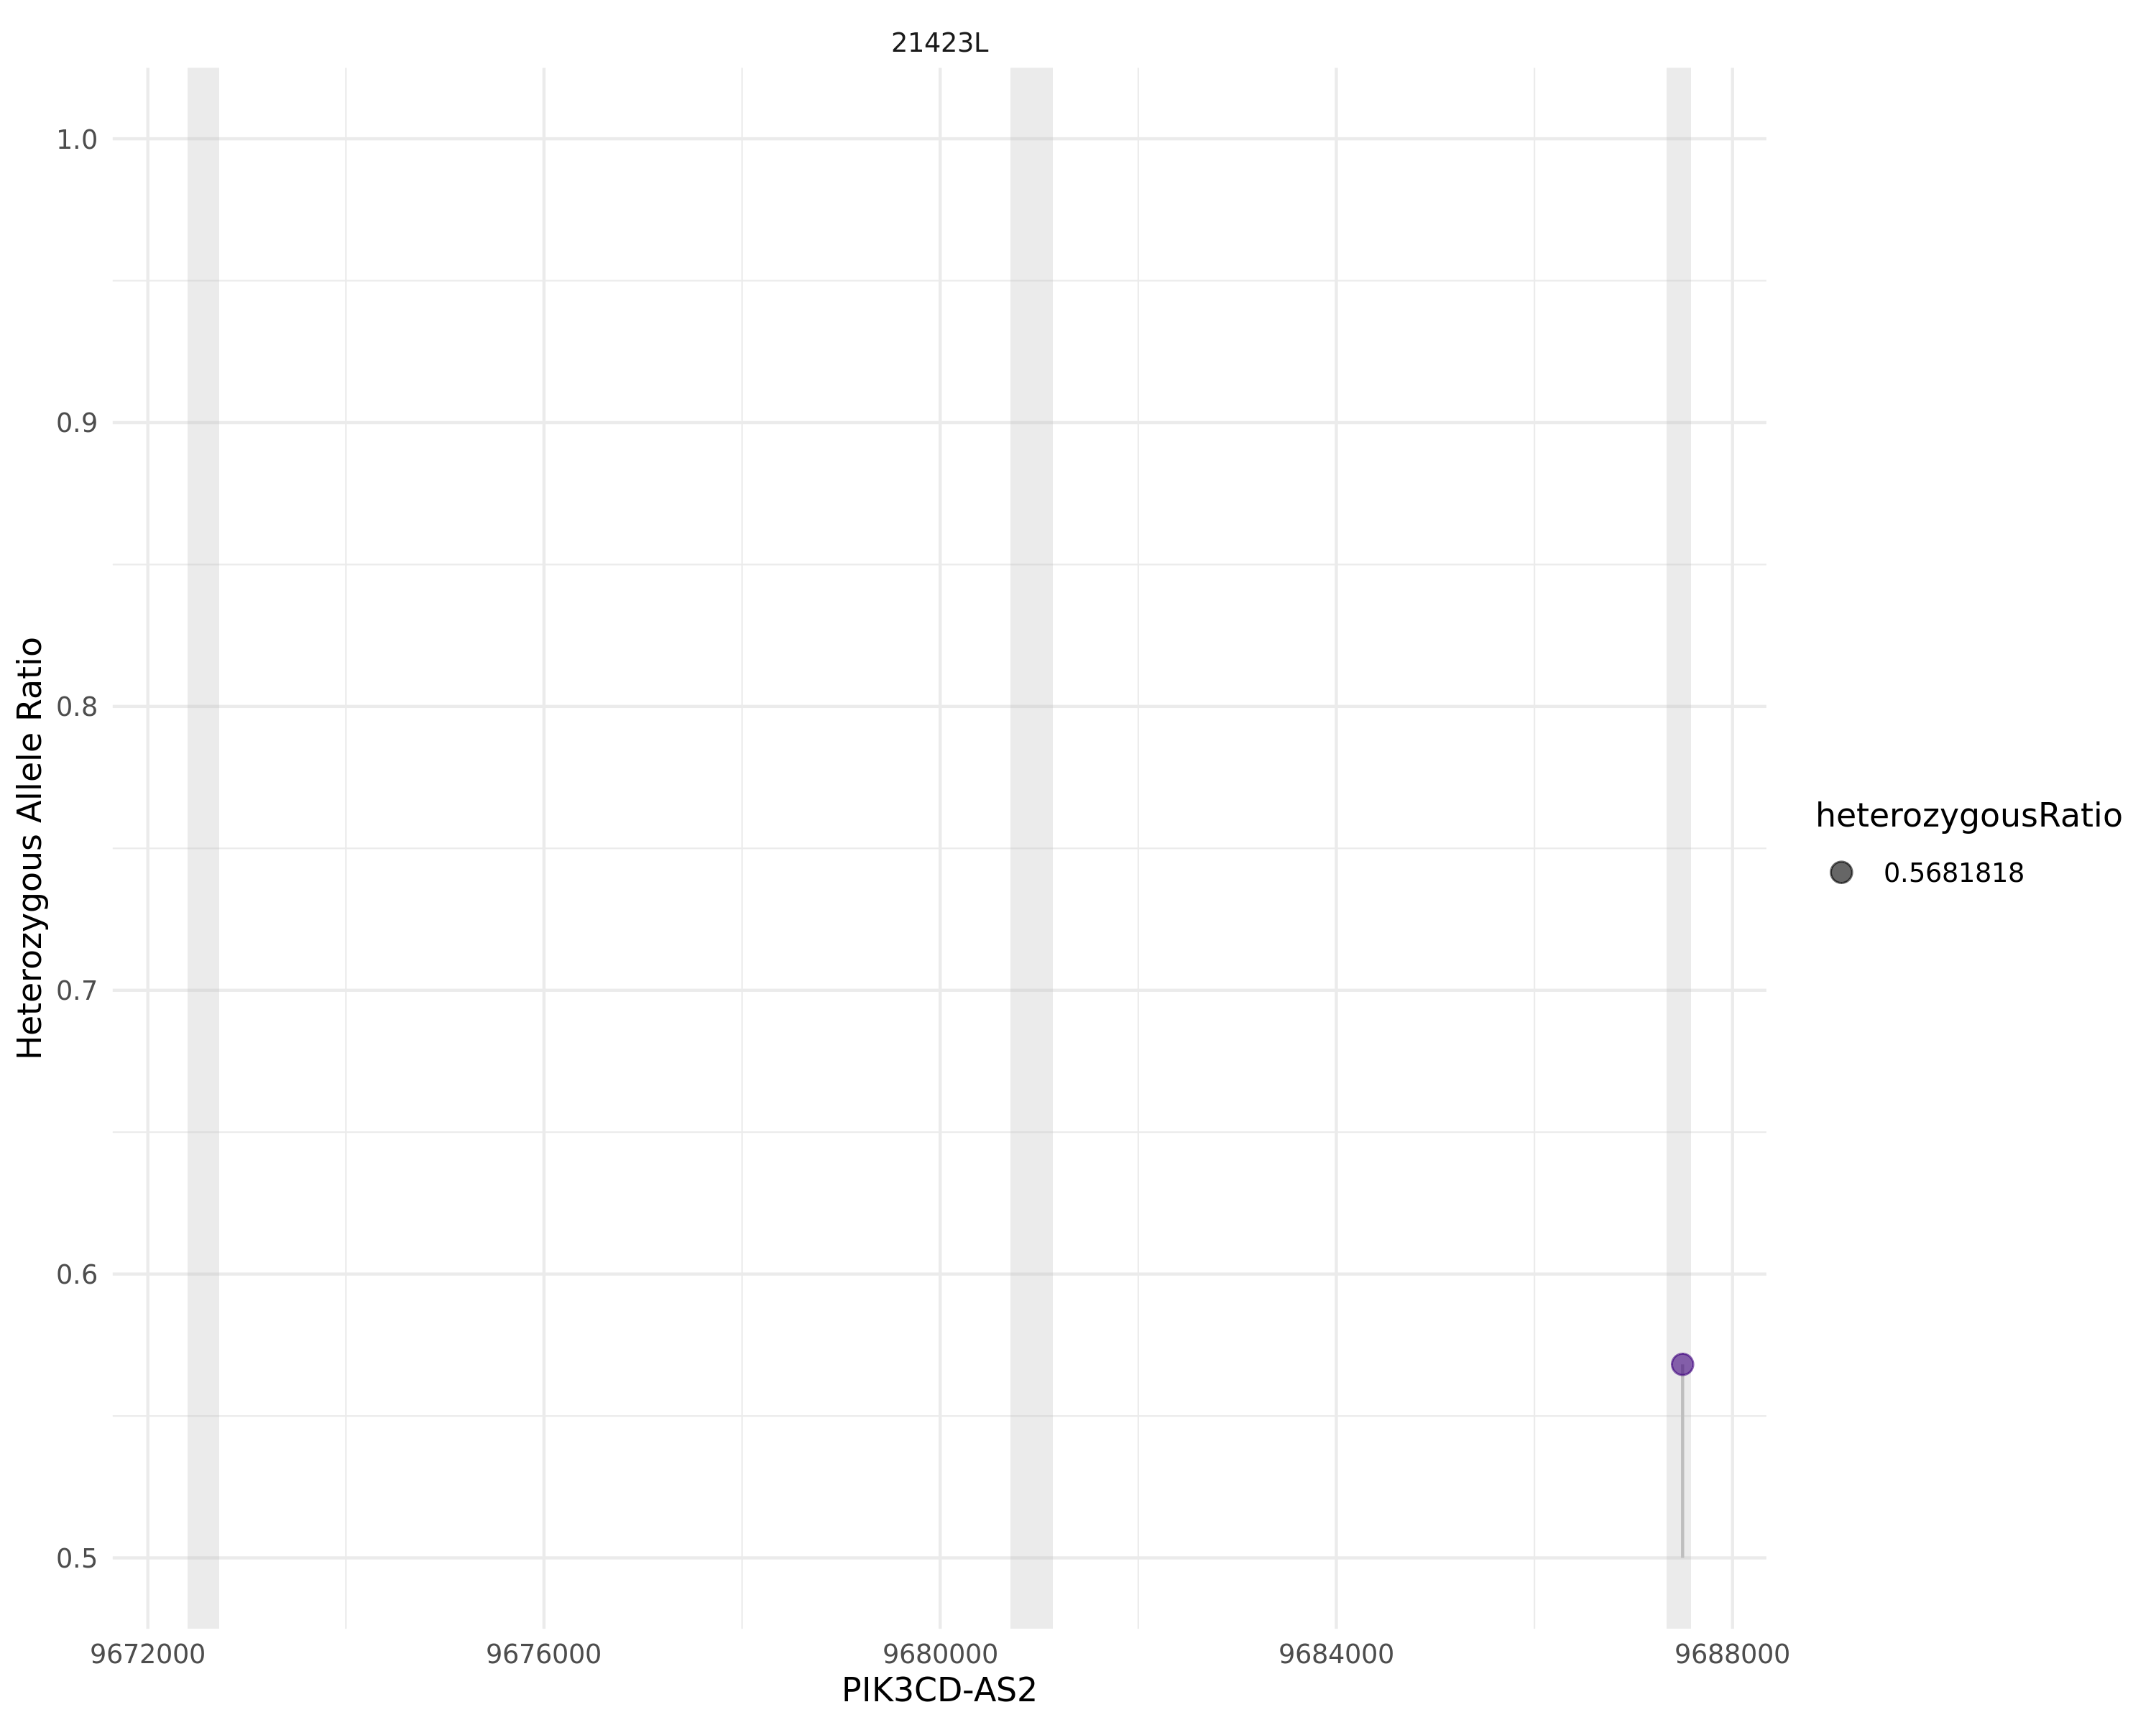 21423L
1.0
0.9
0.8
0.7
0.6
0.5
Heterozygous Allele Ratio
9672000 9676000 9680000 9684000 9688000
PIK3CD-AS2
heterozygousRatio
0.5681818